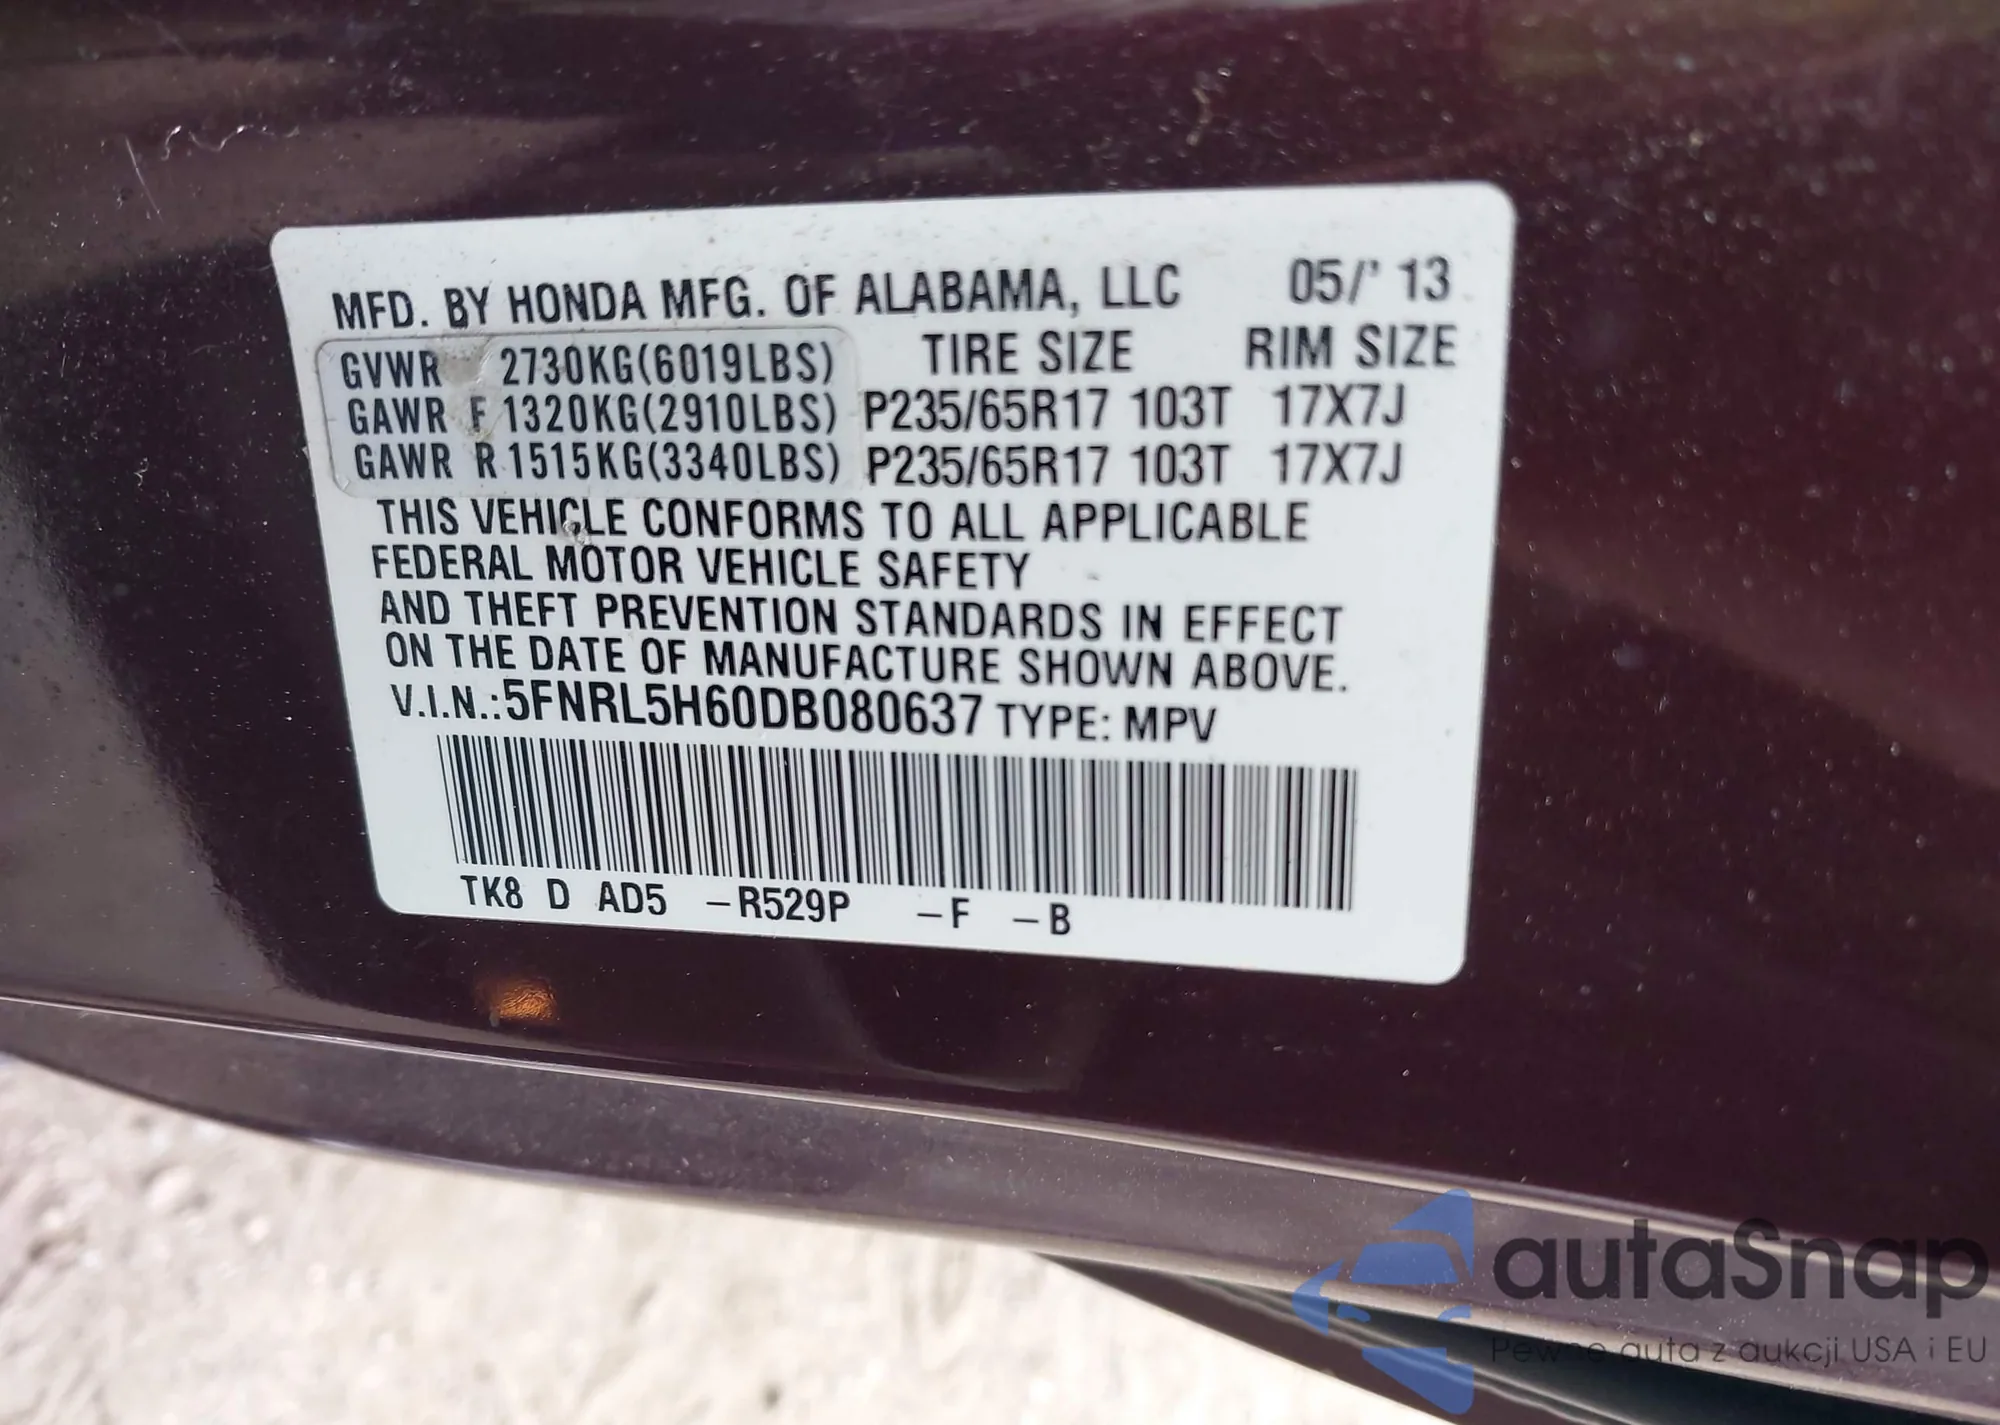 MFD. BY HONDA MFG. OF ALABAMA, LLC 05/' 13
GVWR 2730KG(6019LBS) TIRE SIZE RIM SIZE
GAWR F 1320KG(2910LBS) P235/65R17 103T 17X7J
GAWR R 1515KG(3340LBS) P235/65R17 103T 17X7J
THIS VEHICLE CONFORMS TO ALL APPLICABLE
FEDERAL MOTOR VEHICLE SAFETY
AND THEFT PREVENTION STANDARDS IN EFFECT
ON THE DATE OF MANUFACTURE SHOWN ABOVE.
V.I.N.:5FNRL5H60DB080637 TYPE: MPV
TK8 D AD5 –R529P –F –B
autaSnap
Pewne auta z aukcji USA i EU